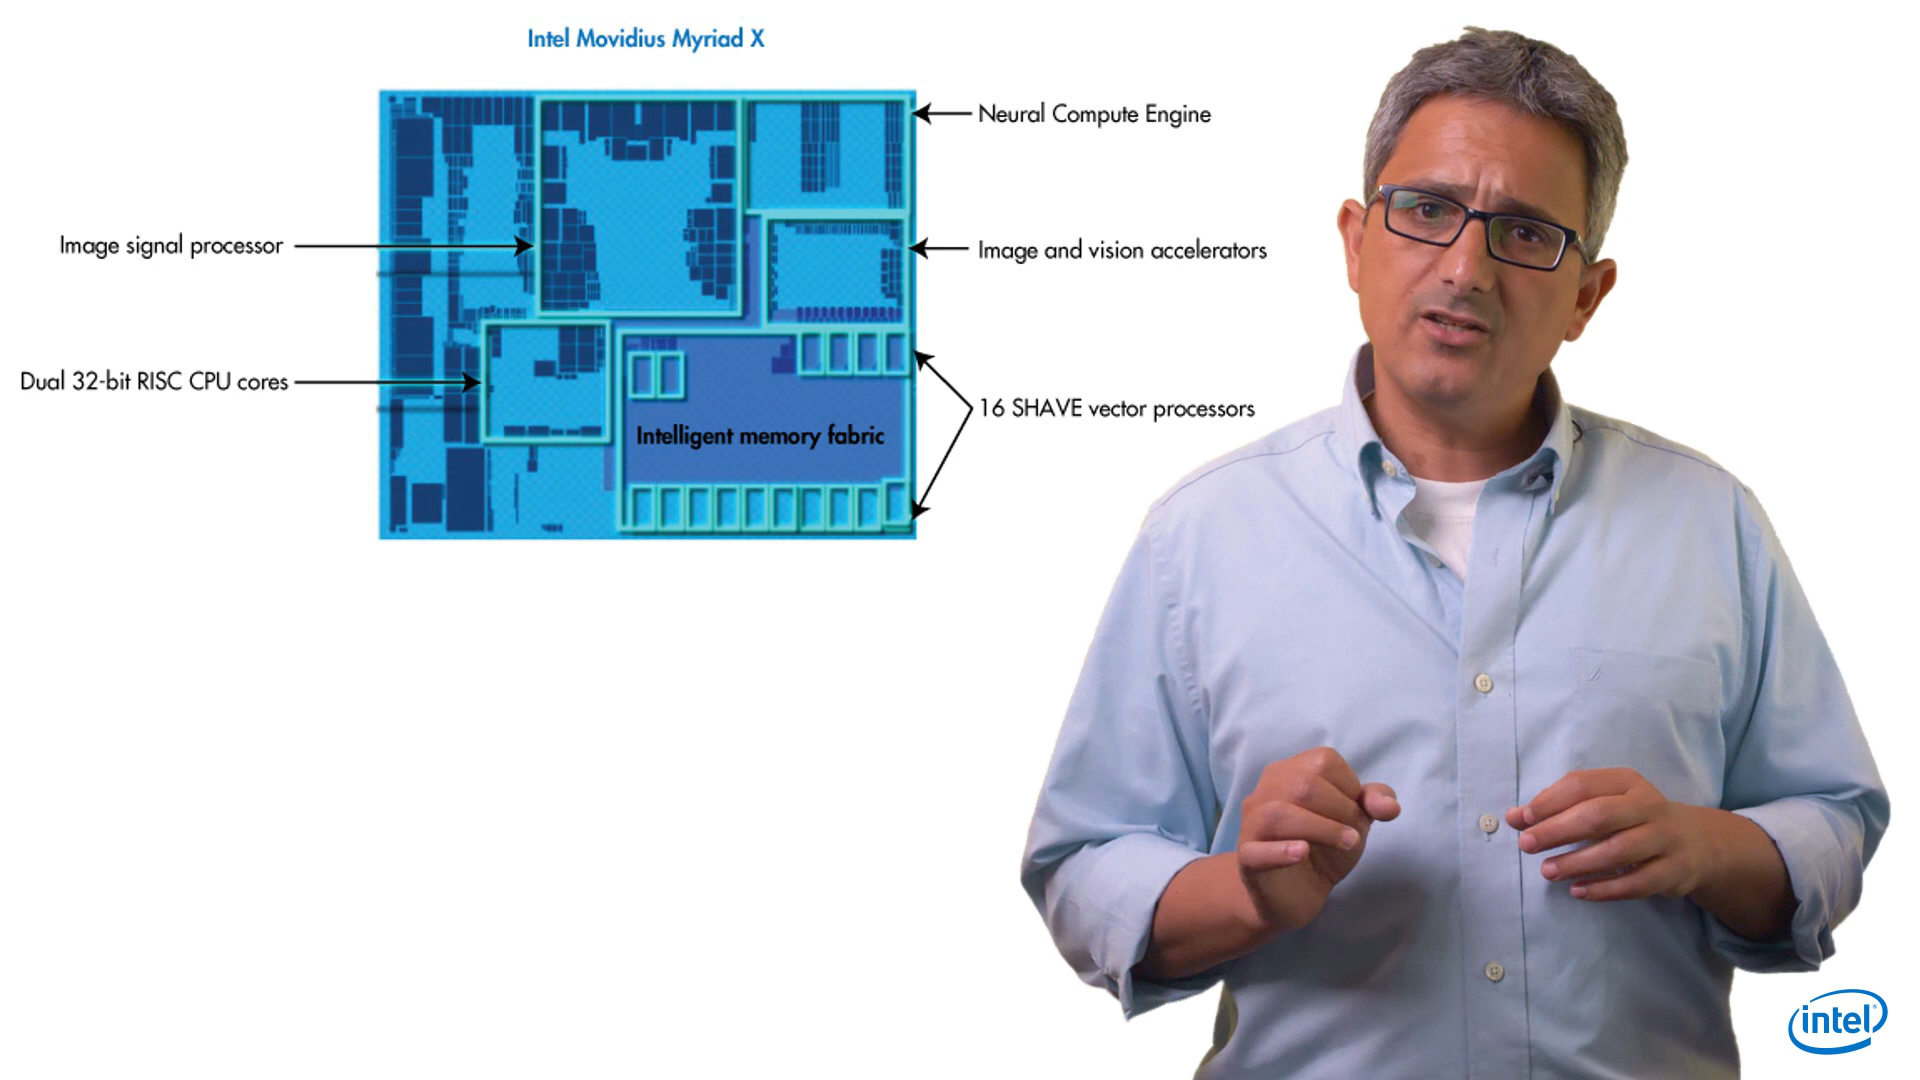 Intel Movidius Myriad X
Neural Compute Engine
Image signal processor
Image and vision accelerators
Dual 32-bit RISC CPU cores
16 SHAVE vector processors
Intelligent memory fabric
intel